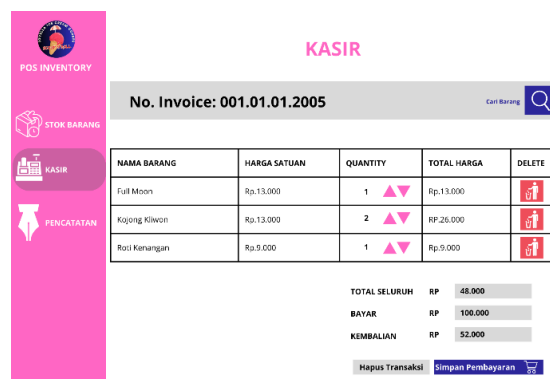 POS INVENTORY
STOK BARANG
KASIR
PENCATATAN
KASIR
No. Invoice: 001.01.01.2005
Cari Barang
NAMA BARANG HARGA SATUAN QUANTITY TOTAL HARGA DELETE
Full Moon Rp.13.000 1 Rp.13.000
Kojong Kliwon Rp.13.000 2 RP.26.000
Roti Kenangan Rp.9.000 1 Rp.9.000
TOTAL SELURUH RP 48.000
BAYAR RP 100.000
KEMBALIAN RP 52.000
Hapus Transaksi Simpan Pembayaran